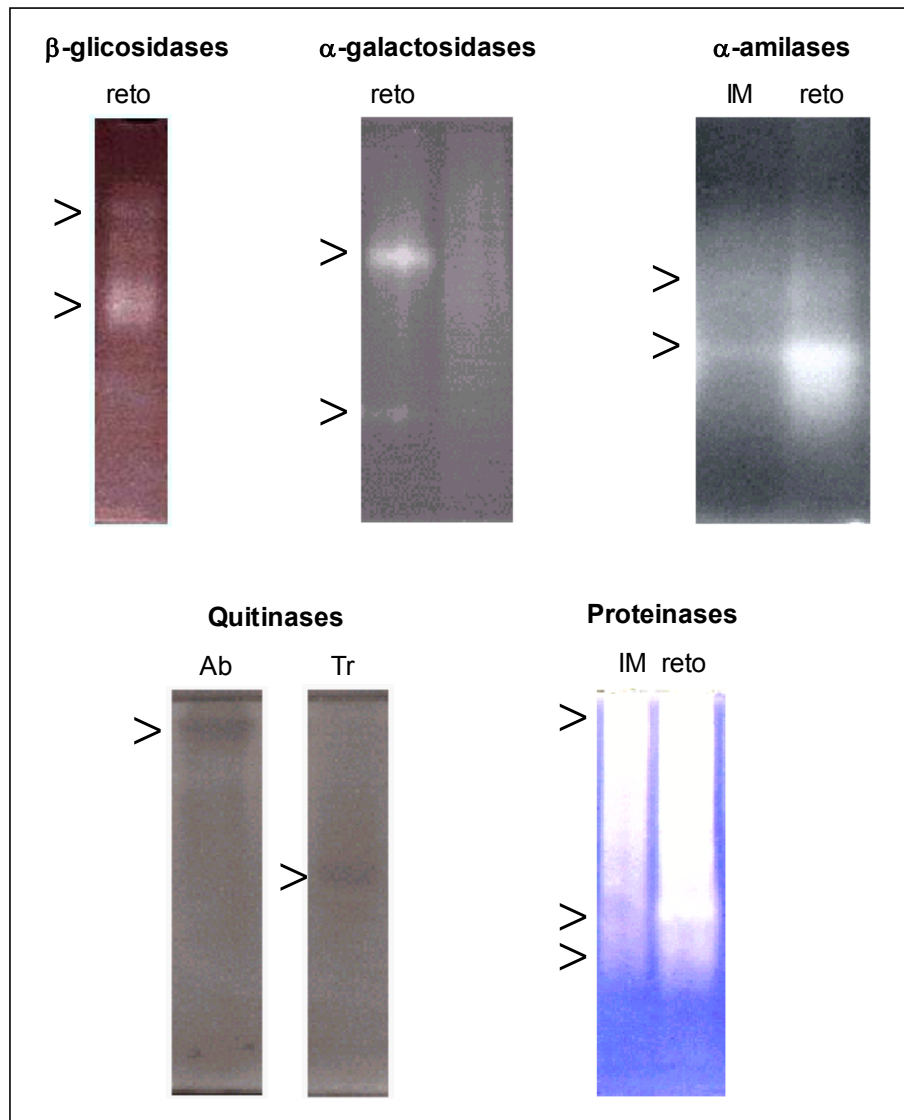 β-glicosidases α-galactosidases α-amilases
reto reto IM reto
>
>
>
>
>
>
Quitinases Proteinases
Ab Tr IM reto
>
>
>
>
>